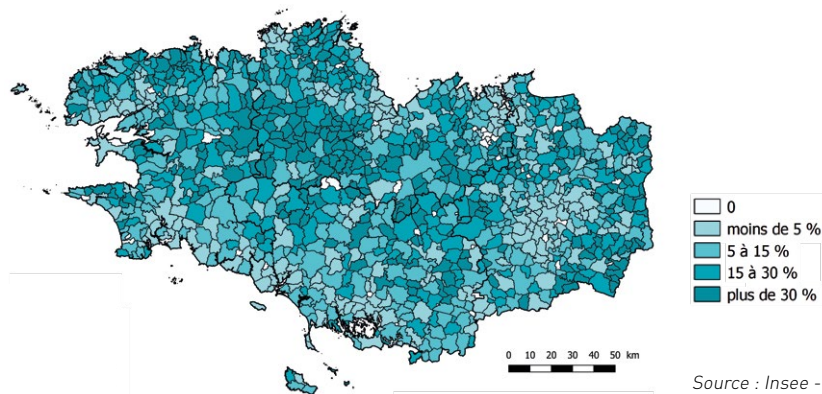 0
moins de 5 %
5 à 15 %
15 à 30 %
plus de 30 %
0 10 20 30 40 50 km
Source : Insee -